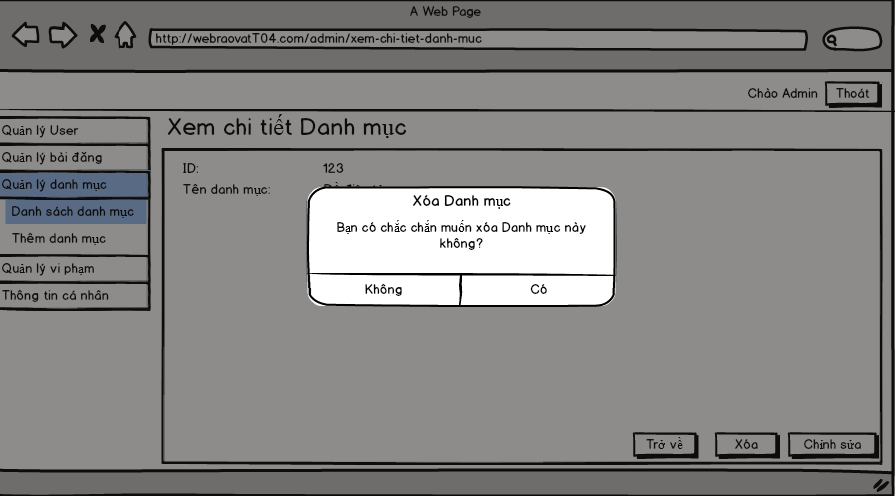 A Web Page
http://webraovatT04.com/admin/xem-chi-tiet-danh-muc
Chào Admin Thoát
Quản lý User
Quản lý bài đăng
Quản lý danh mục
Danh sách danh mục
Thêm danh mục
Quản lý vi phạm
Thông tin cá nhân
Xem chi tiết Danh mục
ID: 123
Tên danh mục:
Xóa Danh mục
Bạn có chắc chắn muốn xóa Danh mục này
không?
Không Có
Trở về Xóa Chỉnh sửa